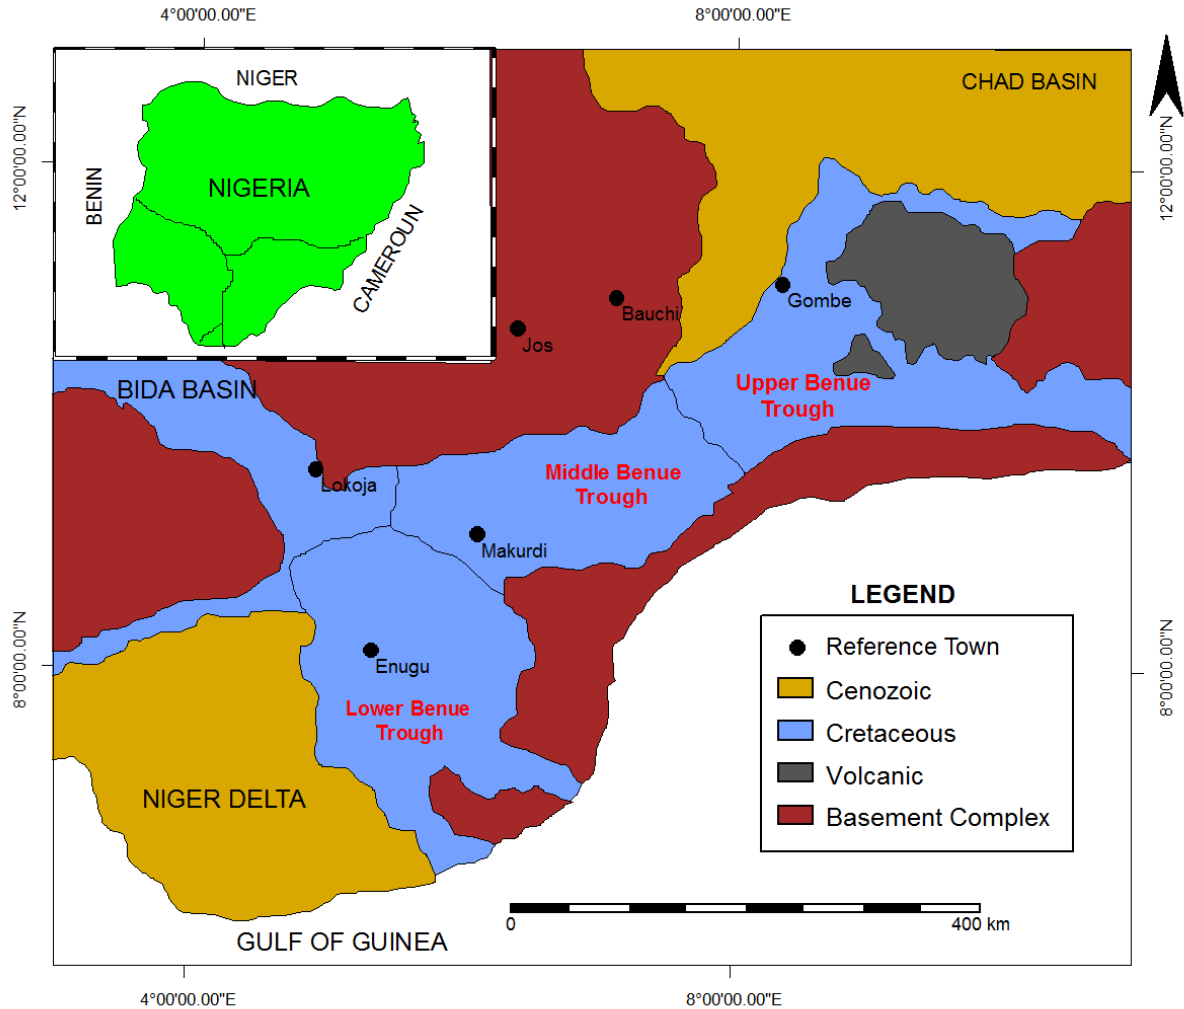 4°00'00.00"E
8°00'00.00"E
12°00'00.00"N
12°00'00.00"N
NIGER
BENIN
NIGERIA
CAMEROUN
CHAD BASIN
Gombe
Bauchi
Jos
BIDA BASIN
Upper Benue
Trough
Middle Benue
Trough
Lokoja
Makurdi
Enugu
Lower Benue
Trough
NIGER DELTA
GULF OF GUINEA
8°00'00.00"N
8°00'00.00"N
LEGEND
Reference Town
Cenozoic
Cretaceous
Volcanic
Basement Complex
0
400 km
4°00'00.00"E
8°00'00.00"E